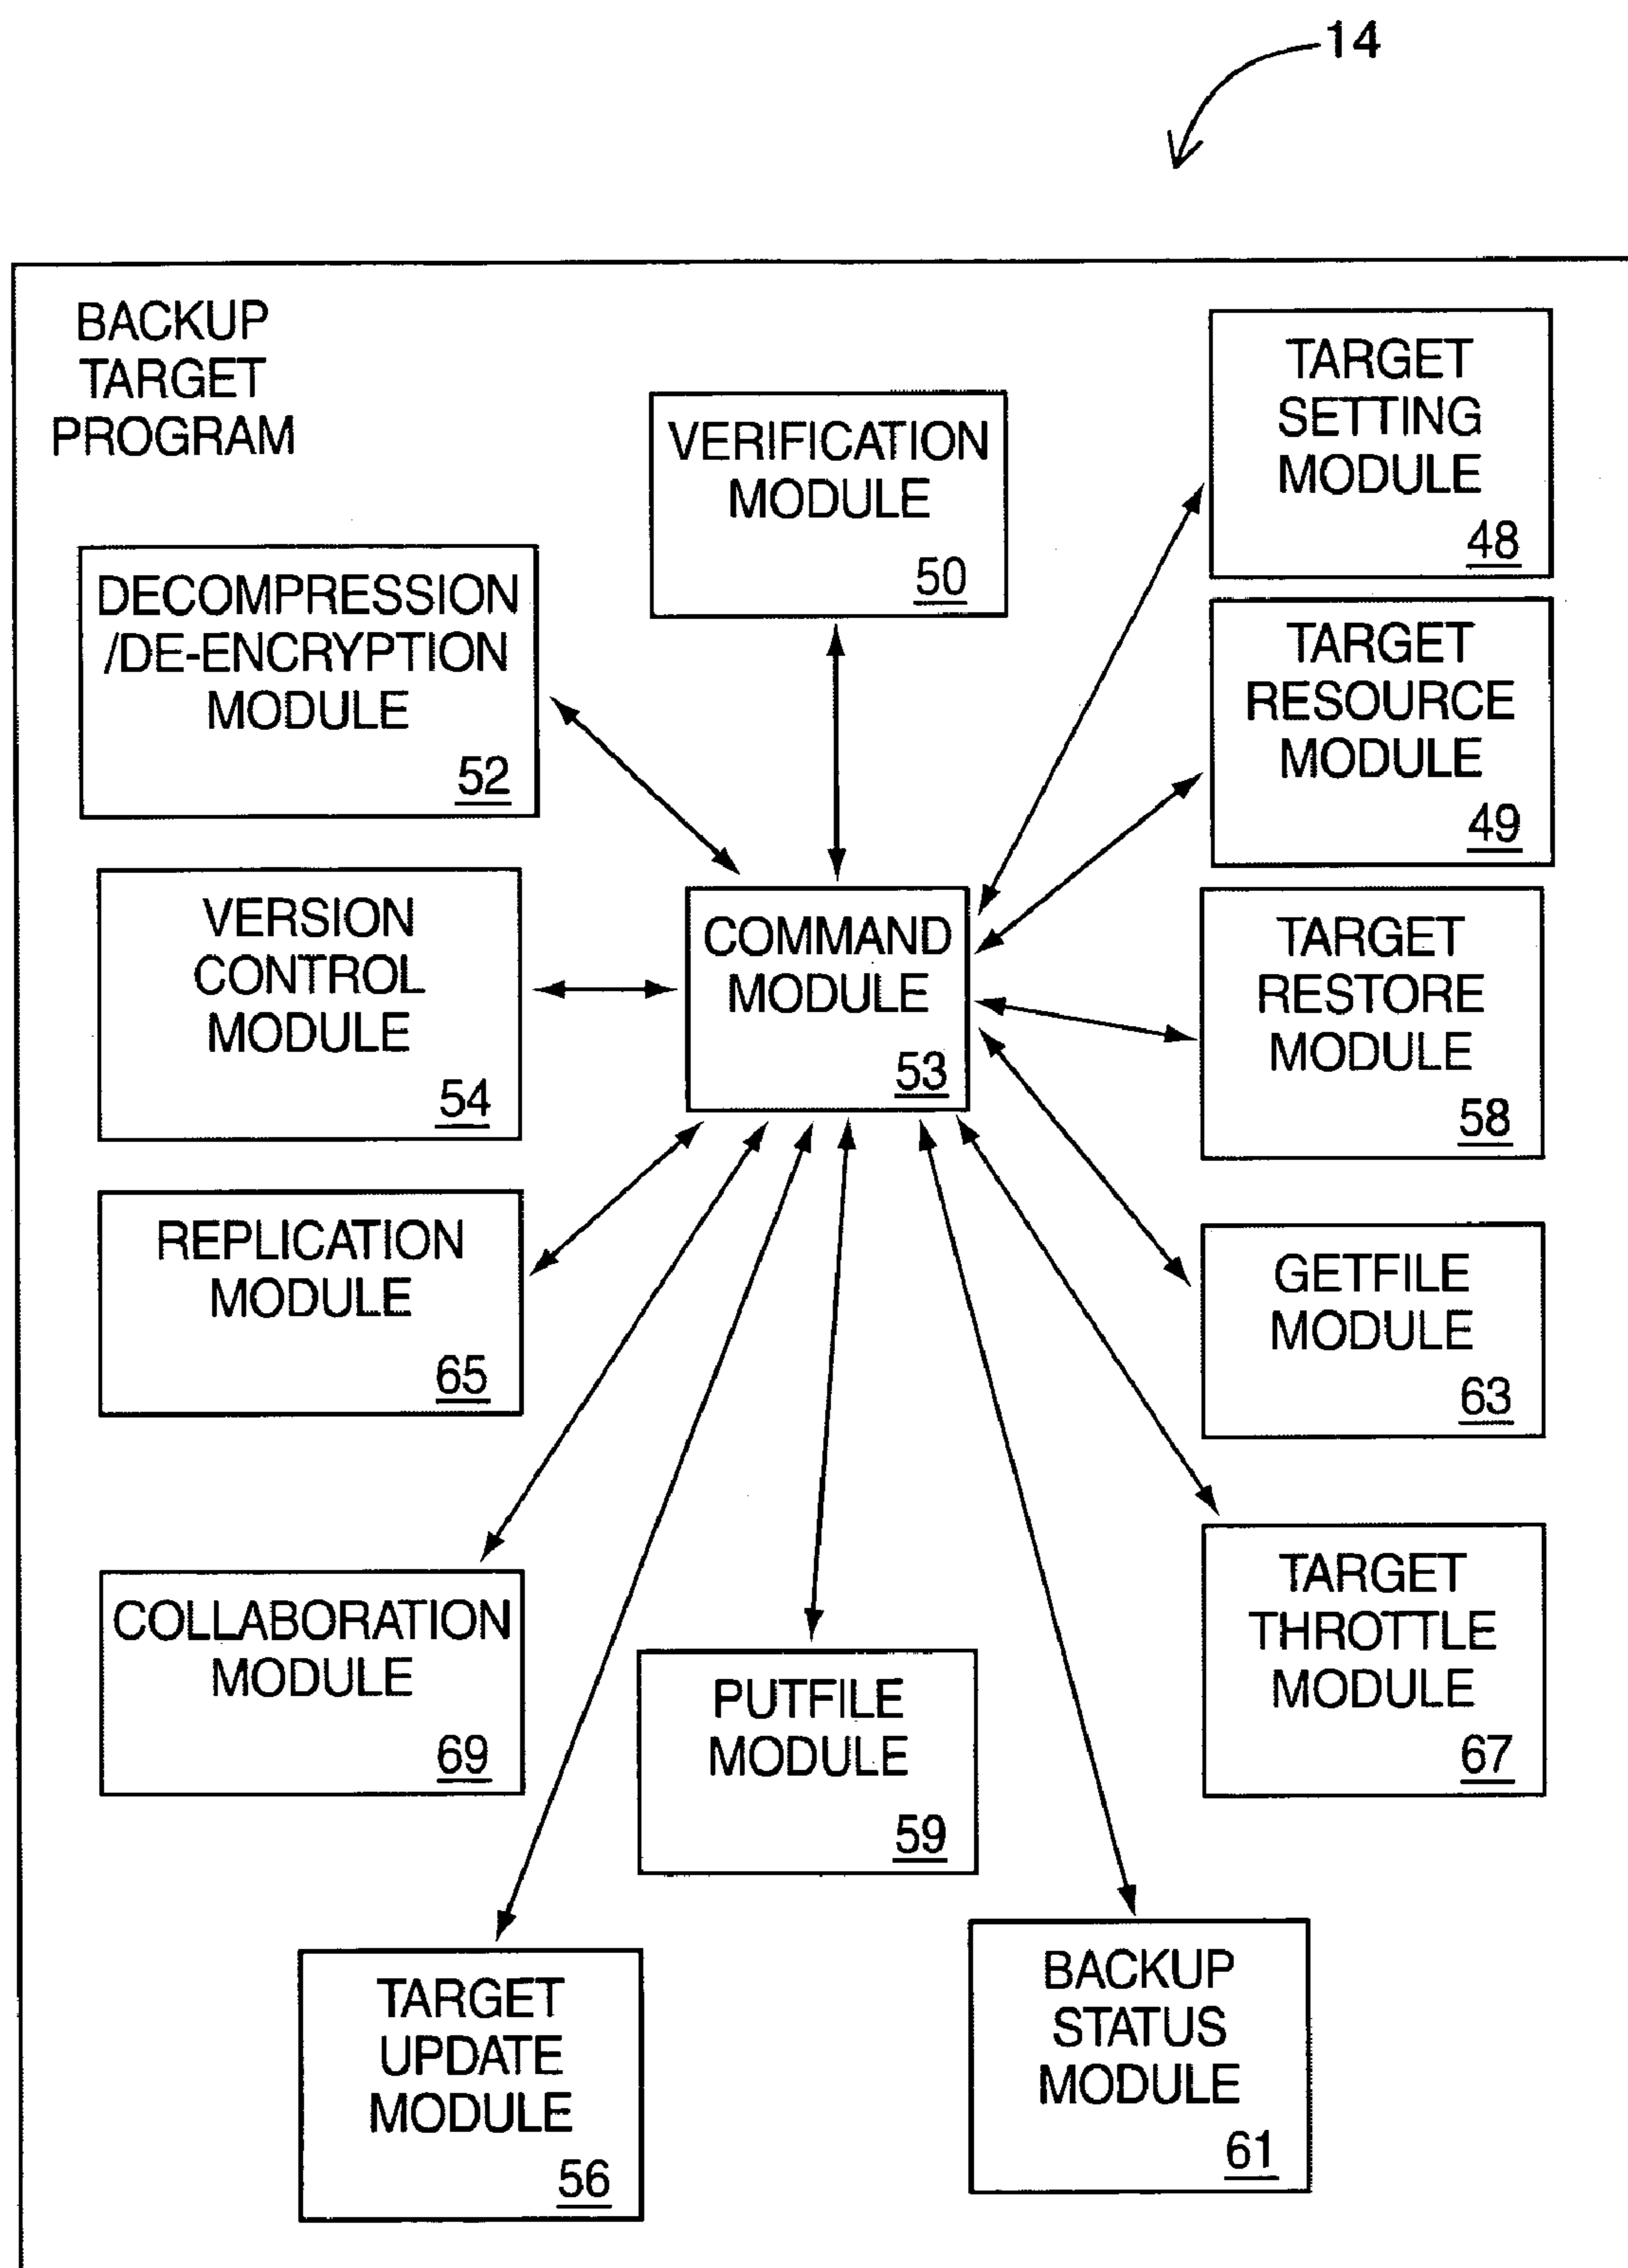 14
BACKUP
TARGET
PROGRAM
VERIFICATION
MODULE
50
TARGET
SETTING
MODULE
48
DECOMPRESSION
/DE-ENCRYPTION
MODULE
52
TARGET
RESOURCE
MODULE
49
VERSION
CONTROL
MODULE
54
COMMAND
MODULE
53
TARGET
RESTORE
MODULE
58
REPLICATION
MODULE
65
GETFILE
MODULE
63
COLLABORATION
MODULE
69
PUTFILE
MODULE
59
TARGET
THROTTLE
MODULE
67
TARGET
UPDATE
MODULE
56
BACKUP
STATUS
MODULE
61